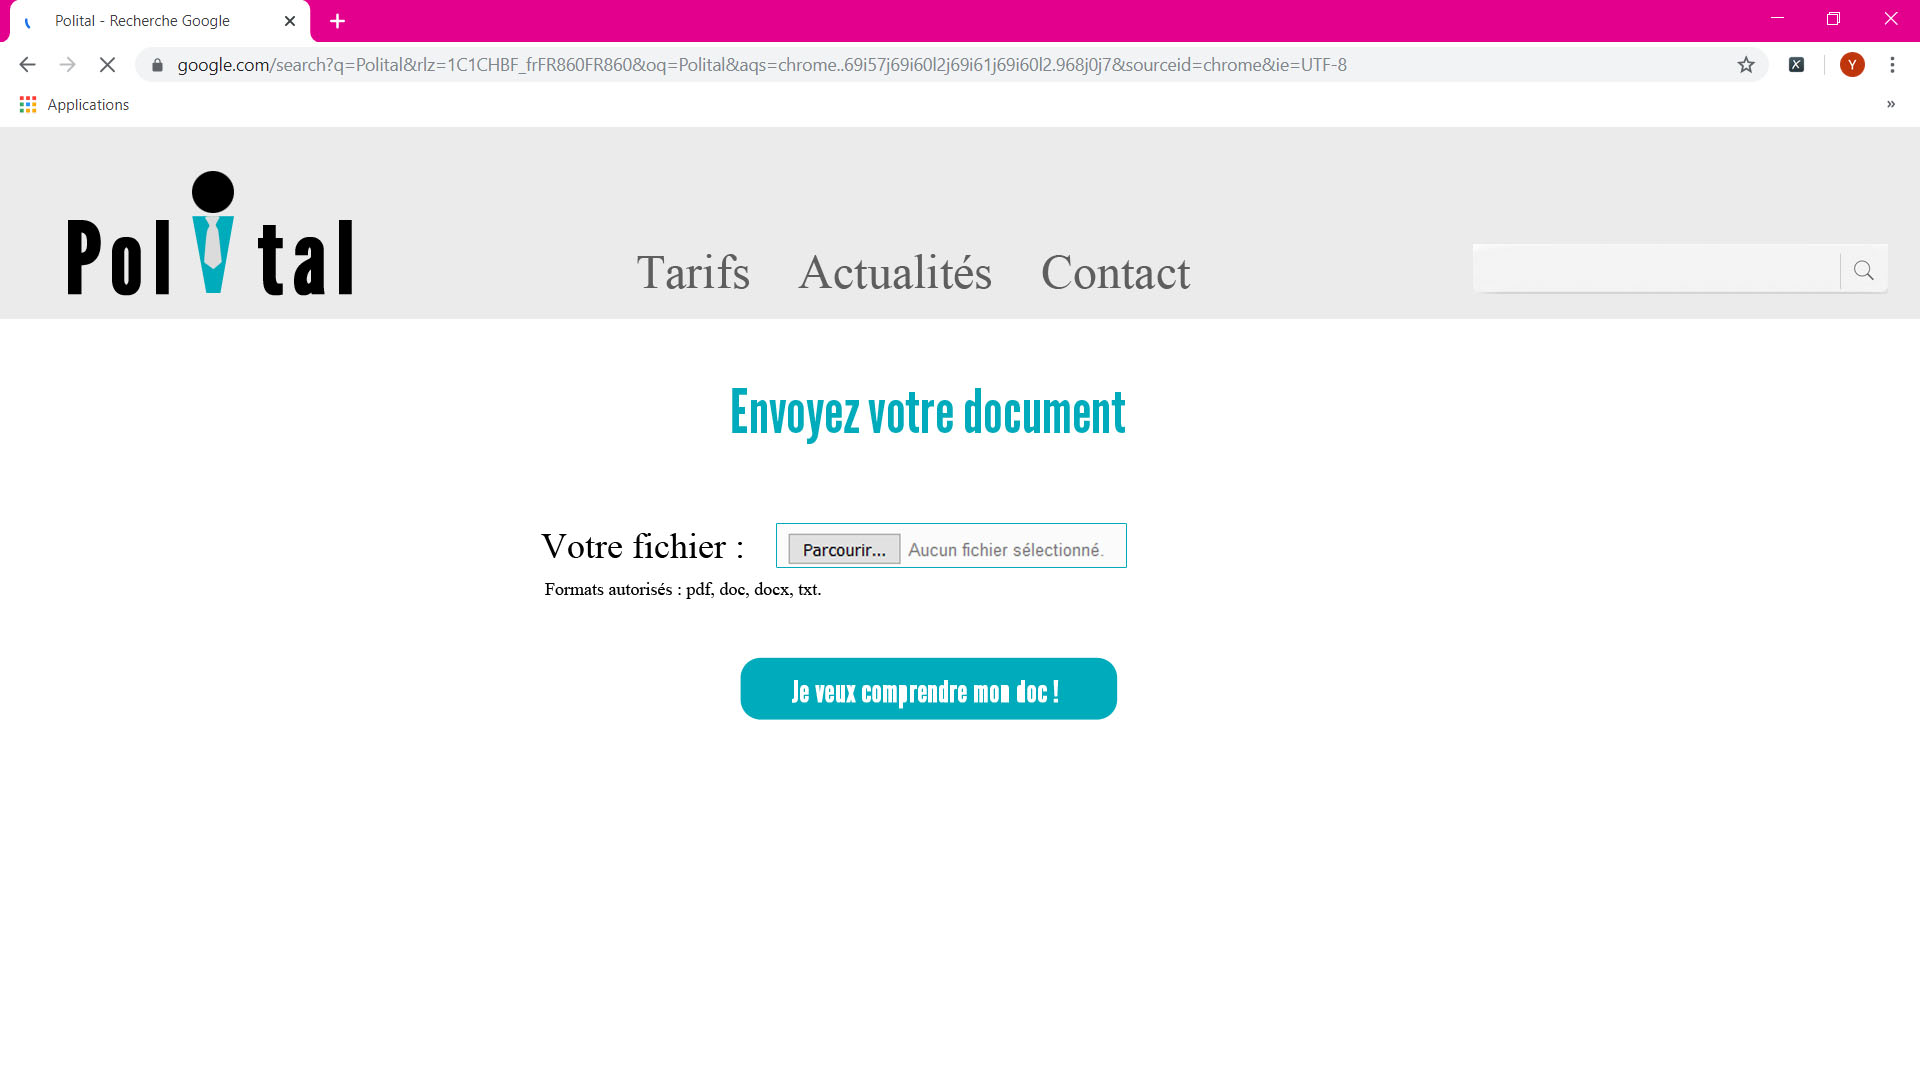 Polital - Recherche Google
google.com/search?q=Polital&rlz=1C1CHBF_frFR860FR860&oq=Polital&aqs=chrome..69i57j69i60l2j69i61j69i60l2.968j0j7&sourceid=chrome&ie=UTF-8
Y
Applications
»
Polital
Tarifs Actualités Contact
Envoyez votre document
Votre fichier : Parcourir... Aucun fichier sélectionné.
Formats autorisés : pdf, doc, docx, txt.
Je veux comprendre mon doc !